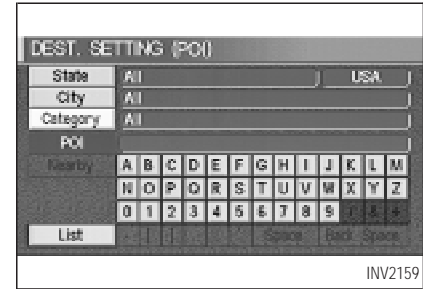 DEST. SETTING (POI)
State All USA
City All
Category All
POI
Nearby A B C D E F G H I J K L M
N O P Q R S T U V W X Y Z
0 1 2 3 4 5 6 7 8 9 / & +
List - Space Back Space
INV2159